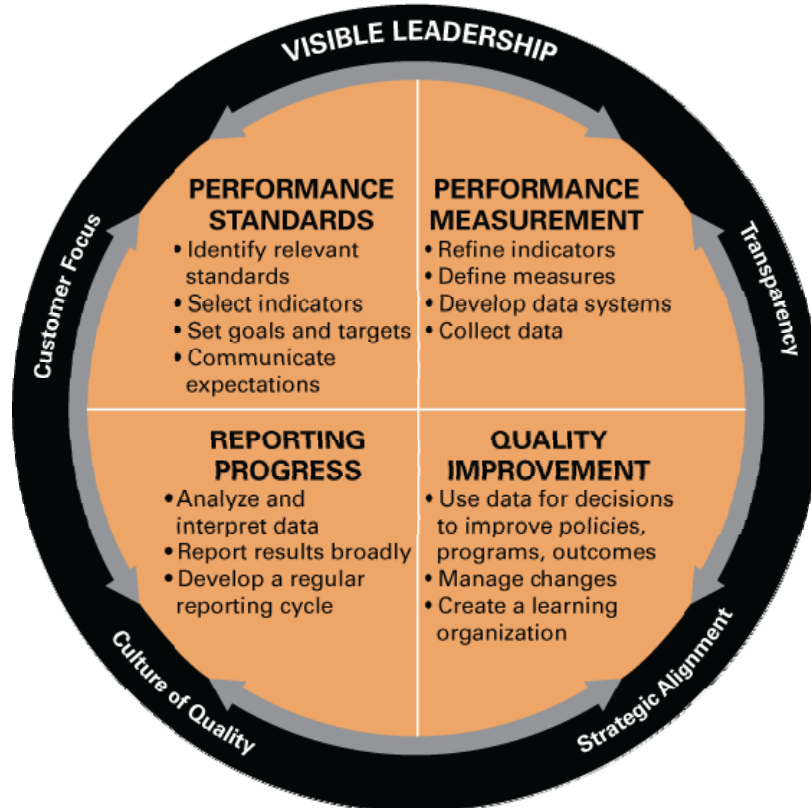 VISIBLE LEADERSHIP
Customer Focus
Transparency
PERFORMANCE
STANDARDS
• Identify relevant
standards
• Select indicators
• Set goals and targets
• Communicate
expectations
PERFORMANCE
MEASUREMENT
• Refine indicators
• Define measures
• Develop data systems
• Collect data
REPORTING
PROGRESS
• Analyze and
interpret data
• Report results broadly
• Develop a regular
reporting cycle
QUALITY
IMPROVEMENT
• Use data for decisions
to improve policies,
programs, outcomes
• Manage changes
• Create a learning
organization
Culture of Quality
Strategic Alignment